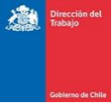 Dirección del
Trabajo
Gobierno de Chile